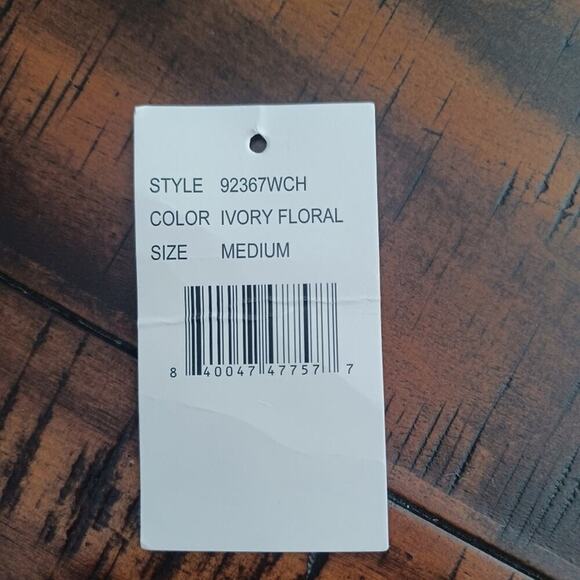 STYLE 92367WCH
COLOR IVORY FLORAL
SIZE MEDIUM
8 40047 47757 7